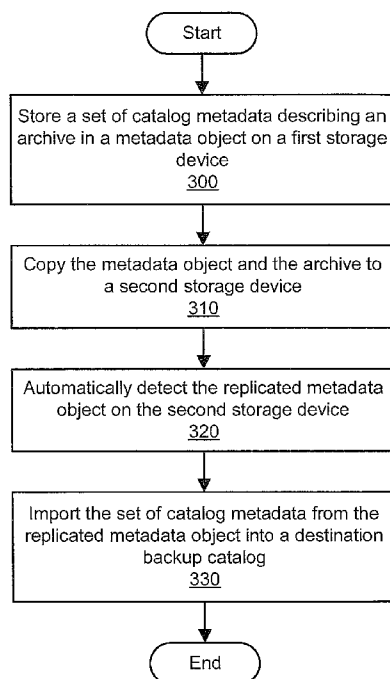 Start
Store a set of catalog metadata describing an
archive in a metadata object on a first storage
device
300
Copy the metadata object and the archive to
a second storage device
310
Automatically detect the replicated metadata
object on the second storage device
320
Import the set of catalog metadata from the
replicated metadata object into a destination
backup catalog
330
End